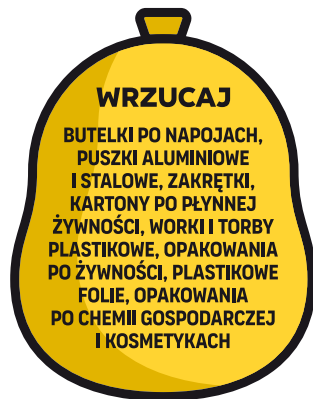 WRZUCAJ
BUTELKI PO NAPOJACH,
PUSZKI ALUMINIOWE
I STALOWE, ZAKRĘTKI,
KARTONY PO PŁYNNEJ
ŻYWNOŚCI, WORKI I TORBY
PLASTIKOWE, OPAKOWANIA
PO ŻYWNOŚCI, PLASTIKOWE
FOLIE, OPAKOWANIA
PO CHEMII GOSPODARCZEJ
I KOSMETYKACH